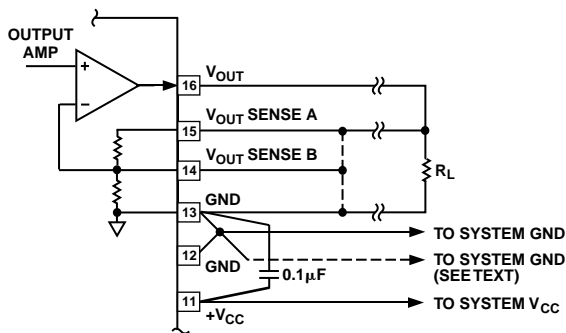 OUTPUT
AMP
+
−
16
VOUT
15
VOUT SENSE A
14
VOUT SENSE B
RL
13
GND
TO SYSTEM GND
12
GND
0.1µF
TO SYSTEM GND
(SEE TEXT)
11
+VCC
TO SYSTEM VCC